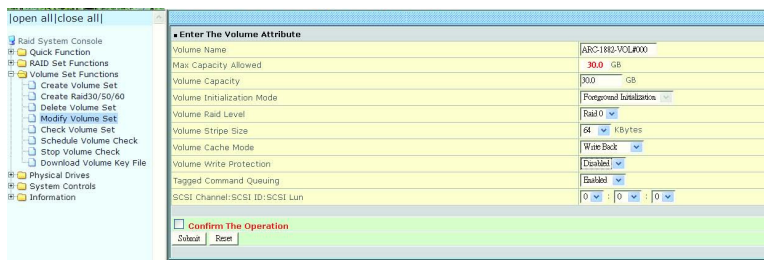 |open all|close all|
Raid System Console
Quick Function
RAID Set Functions
Volume Set Functions
Create Volume Set
Create Raid30/50/60
Delete Volume Set
Modify Volume Set
Check Volume Set
Schedule Volume Check
Stop Volume Check
Download Volume Key File
Physical Drives
System Controls
Information
Enter The Volume Attribute
Volume Name ARC-1882-VOL#000
Max Capacity Allowed 30.0 GB
Volume Capacity 30.0 GB
Volume Initialization Mode Foreground Initialization
Volume Raid Level Raid 0
Volume Stripe Size 64 KBytes
Volume Cache Mode Write Back
Volume Write Protection Disabled
Tagged Command Queuing Enabled
SCSI Channel:SCSI ID:SCSI Lun 0 : 0 : 0
Confirm The Operation
Submit Reset